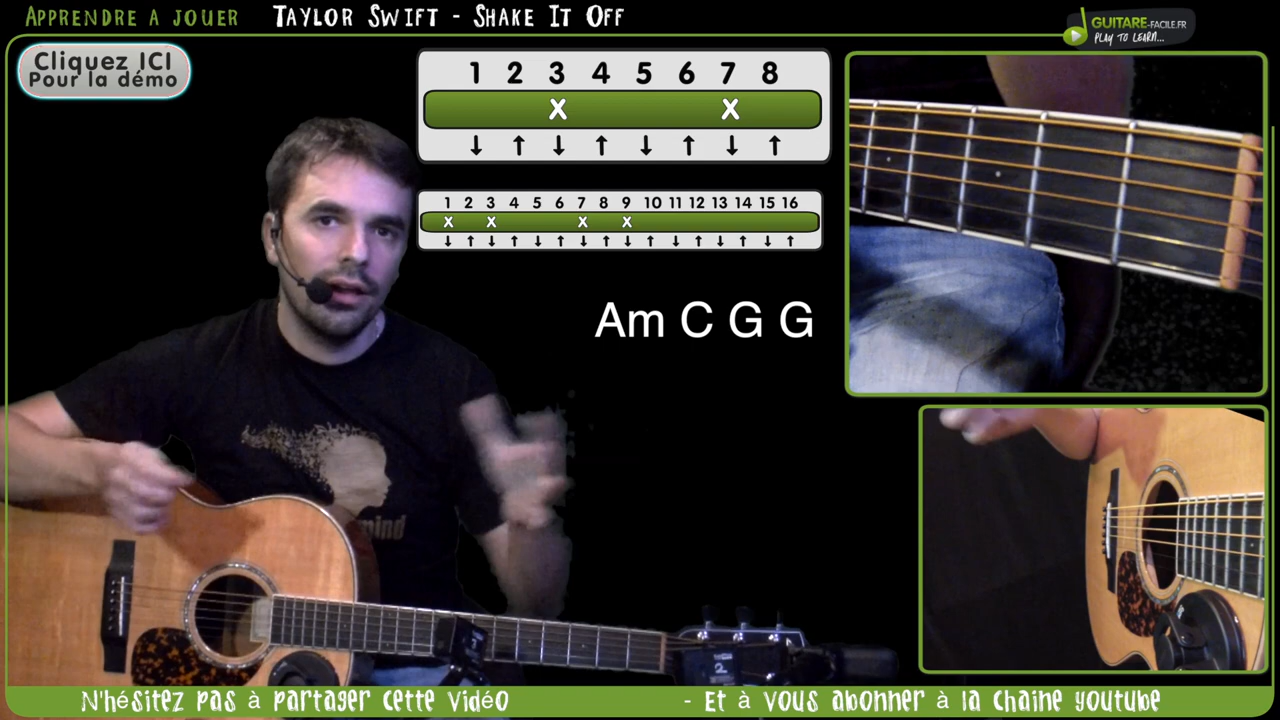 Apprendre a jouer Taylor Swift - Shake It Off
GUITARE-FACILE.FR
PLAY TO LEARN...
Cliquez ICI
Pour la démo
1 2 3 4 5 6 7 8
X X
↓ ↑ ↓ ↑ ↓ ↑ ↓ ↑
1 2 3 4 5 6 7 8 9 10 11 12 13 14 15 16
X X X X
↓ ↑ ↓ ↑ ↓ ↑ ↓ ↑ ↓ ↑ ↓ ↑ ↓ ↑ ↓ ↑
Am C G G
mind
2
N'hésitez pas à partager cette vidéo - Et à vous abonner à la chaine youtube